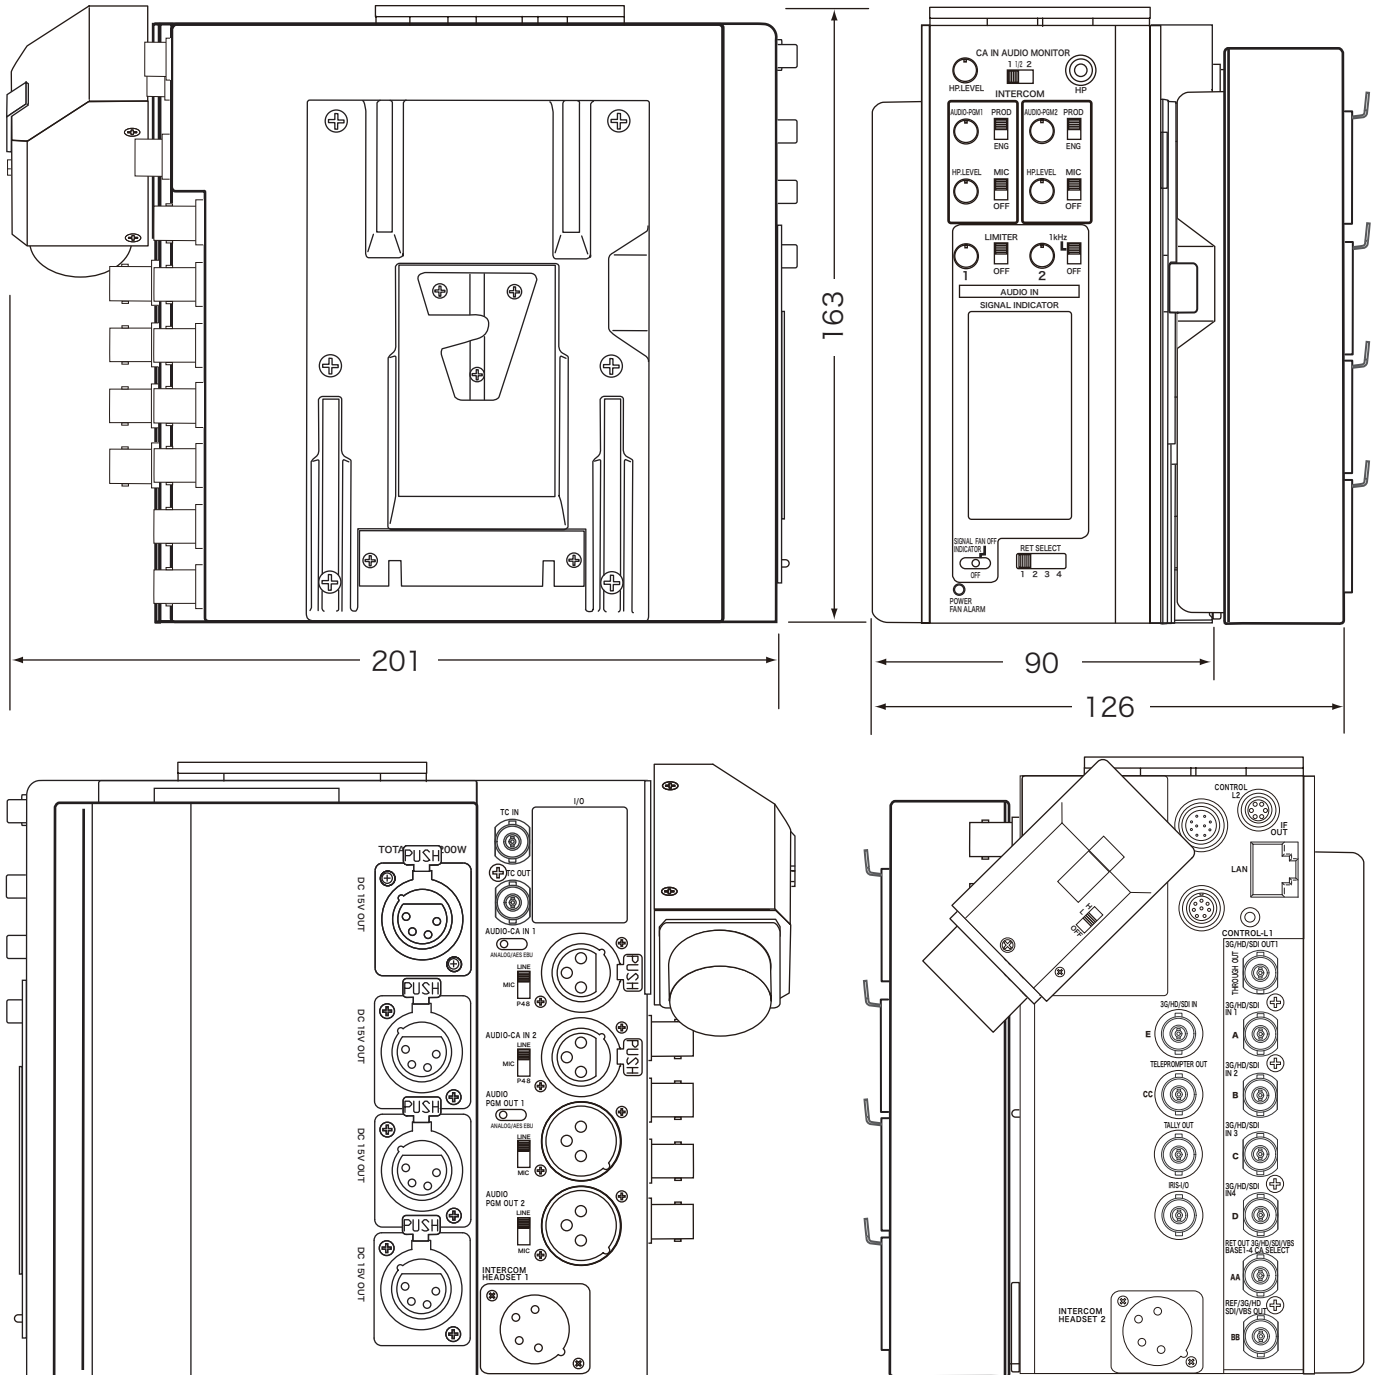 163
201
90
126
CA IN AUDIO MONITOR
1 1/2 2
HP.LEVEL
HP
INTERCOM
AUDIO-PGM1 PROD
ENG
AUDIO-PGM2 PROD
ENG
HP.LEVEL MIC
OFF
HP.LEVEL MIC
OFF
LIMITER
OFF
1kHz
OFF
1
2
AUDIO IN
SIGNAL INDICATOR
SIGNAL FAN OFF
INDICATOR
OFF
RET SELECT
1 2 3 4
POWER
FAN ALARM
I/O
TC IN
TC OUT
PUSH
00W
DC 15V OUT
PUSH
DC 15V OUT
PUSH
DC 15V OUT
PUSH
DC 15V OUT
AUDIO-CA IN 1
ANALOG/AES EBU
LINE
MIC
P48
PUSH
AUDIO-CA IN 2
LINE
MIC
P48
PUSH
AUDIO
PGM OUT 1
ANALOG/AES EBU
LINE
MIC
AUDIO
PGM OUT 2
LINE
MIC
INTERCOM
HEADSET 1
CONTROL
L2
IF
OUT
LAN
H
L
OFF
CONTROL-L1
3G/HD/SDI OUT1
THROUGH OUT
3G/HD/SDI
IN 1
A
3G/HD/SDI IN
E
3G/HD/SDI
IN 2
B
TELEPROMPTER OUT
CC
3G/HD/SDI
IN 3
C
TALLY OUT
3G/HD/SDI
IN4
D
IRIS-I/O
RET OUT 3G/HD/SDI/VBS
BASE1-4 CA SELECT
AA
REF/3G/HD
SDI/VBS OUT
BB
INTERCOM
HEADSET 2